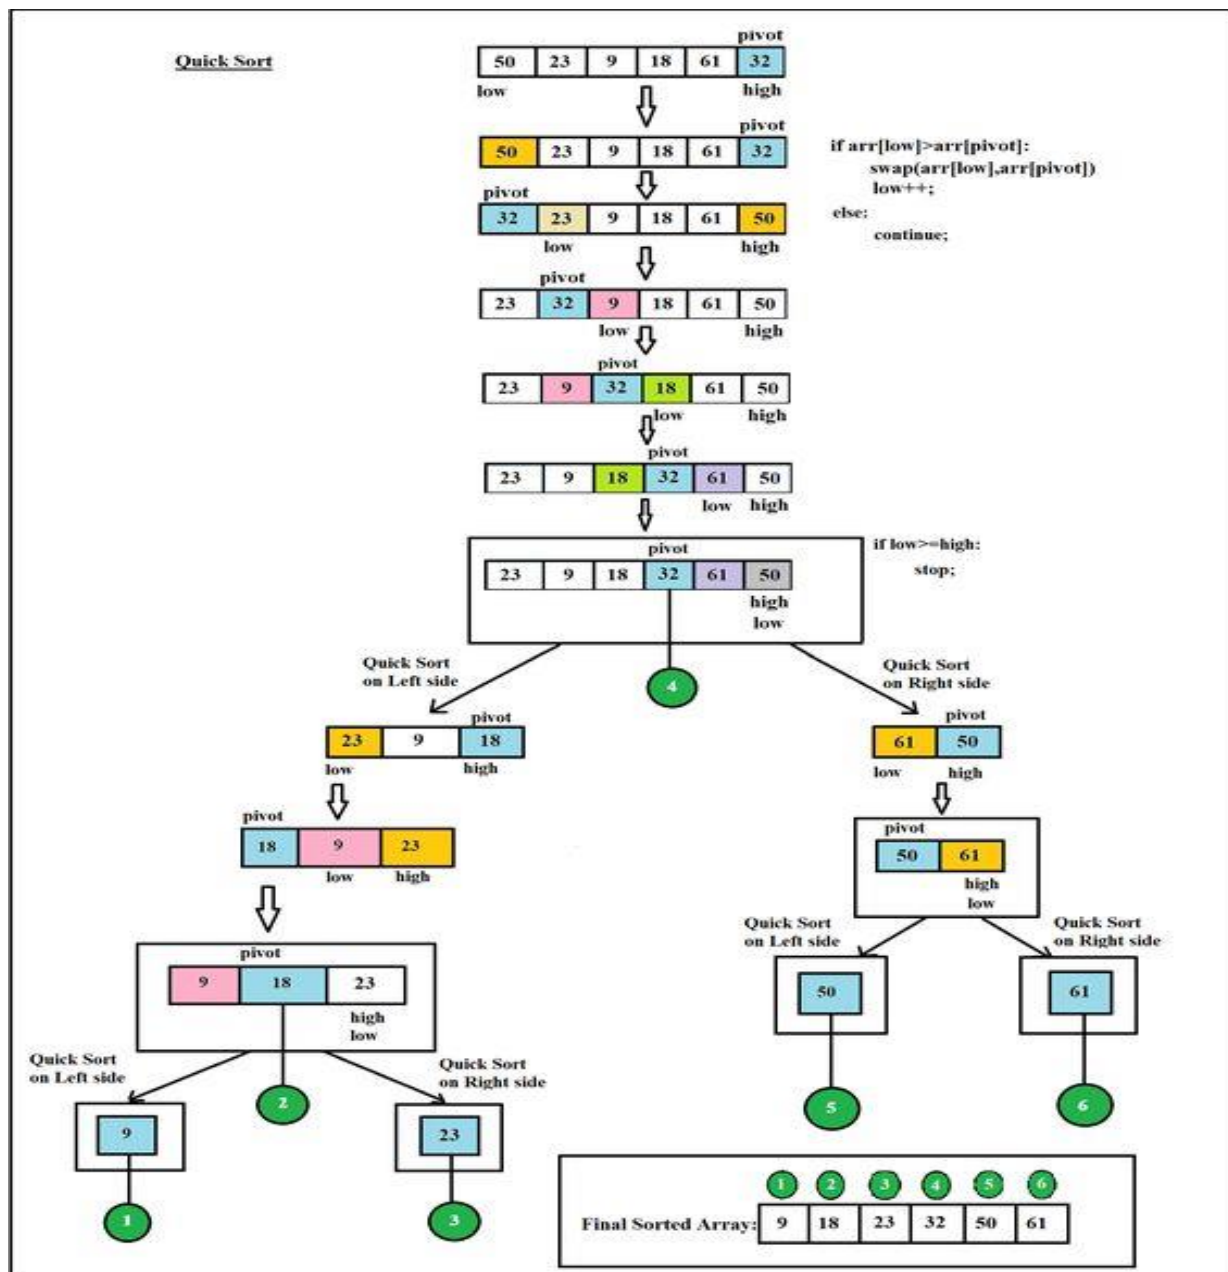 Quick Sort
pivot
50 23 9 18 61 32
low high
pivot
50 23 9 18 61 32
if arr[low]>arr[pivot]:
swap(arr[low],arr[pivot])
low++;
else:
continue;
pivot
32 23 9 18 61 50
low high
pivot
23 32 9 18 61 50
low high
pivot
23 9 32 18 61 50
low high
pivot
23 9 18 32 61 50
low high
if low>=high:
stop;
pivot
23 9 18 32 61 50
high
low
4
Quick Sort
on Left side
Quick Sort
on Right side
pivot
23 9 18
low high
pivot
61 50
low high
pivot
18 9 23
low high
pivot
50 61
high
low
Quick Sort
on Left side
Quick Sort
on Right side
50
61
5
6
pivot
9 18 23
high
low
Quick Sort
on Left side
Quick Sort
on Right side
2
9
23
1
3
1 2 3 4 5 6
Final Sorted Array: 9 18 23 32 50 61